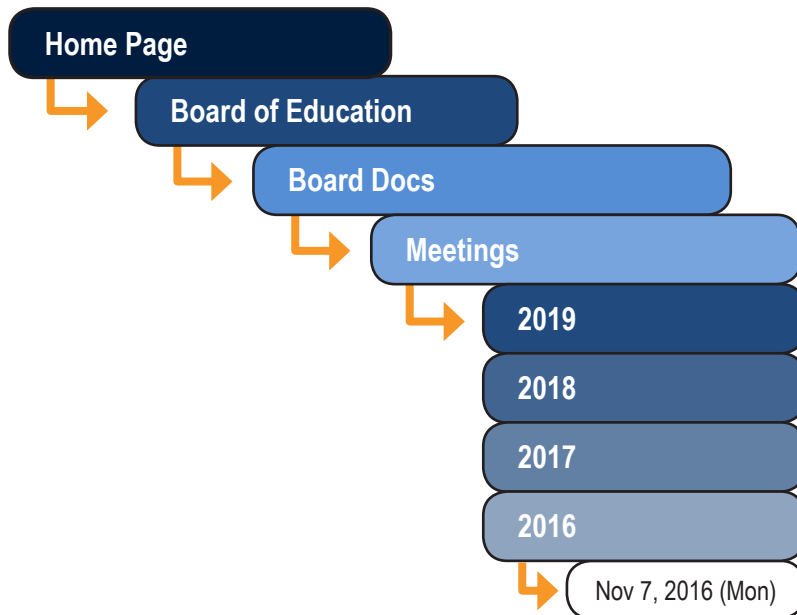 Home Page
Board of Education
Board Docs
Meetings
2019
2018
2017
2016
Nov 7, 2016 (Mon)